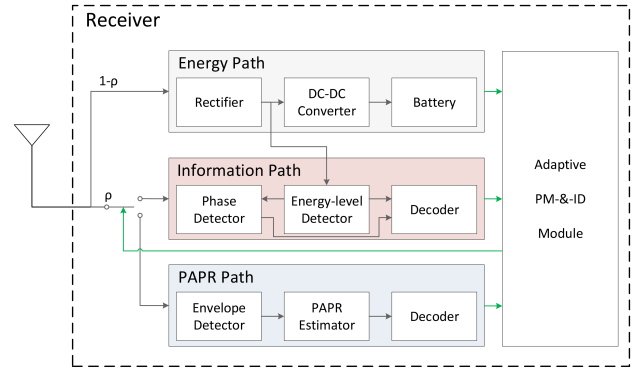 Receiver
Energy Path
1-ρ
Rectifier
DC-DC
Converter
Battery
Information Path
ρ
Phase
Detector
Energy-level
Detector
Decoder
Adaptive
PM-&-ID
Module
PAPR Path
Envelope
Detector
PAPR
Estimator
Decoder